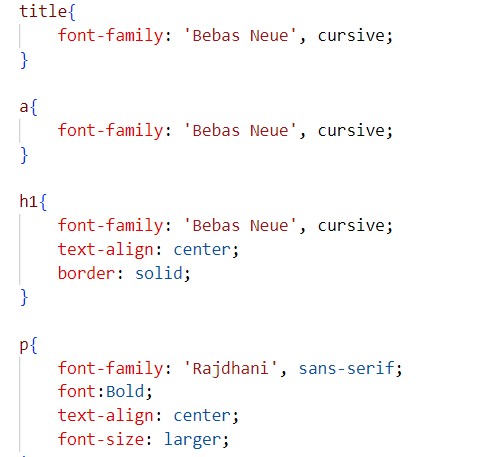 title{
    font-family: 'Bebas Neue', cursive;
}

a{
    font-family: 'Bebas Neue', cursive;
}

h1{
    font-family: 'Bebas Neue', cursive;
    text-align: center;
    border: solid;
}

p{
    font-family: 'Rajdhani', sans-serif;
    font:Bold;
    text-align: center;
    font-size: larger;